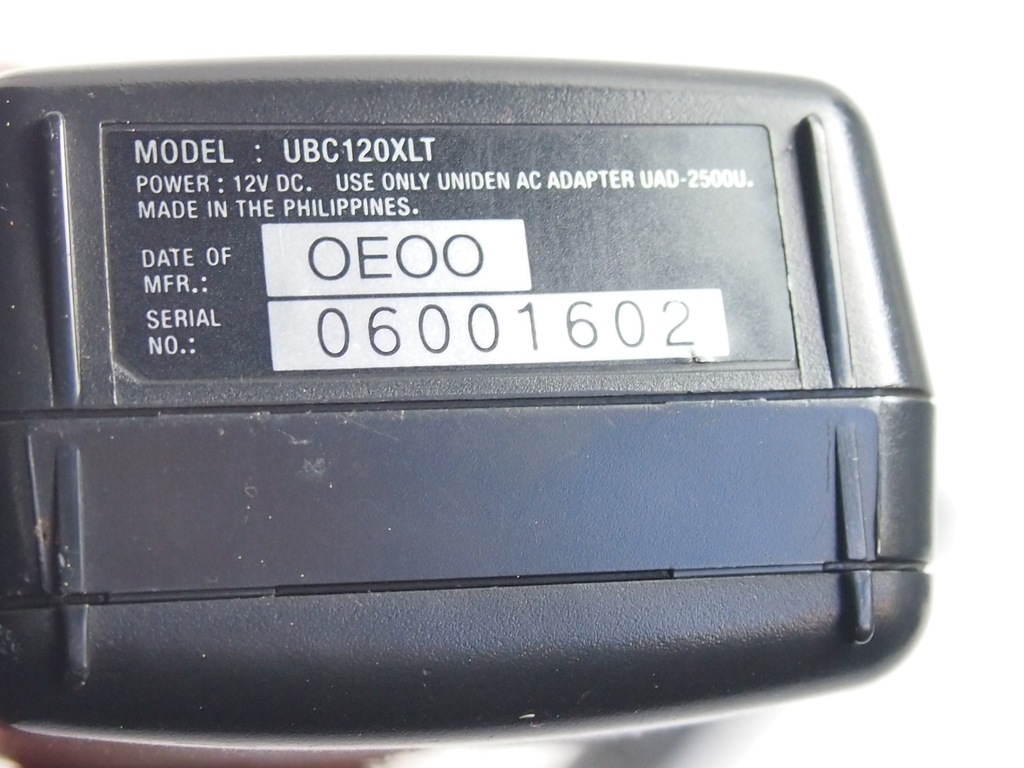 MODEL : UBC120XLT
POWER : 12V DC. USE ONLY UNIDEN AC ADAPTER UAD-2500U.
MADE IN THE PHILIPPINES.
DATE OF MFR.: OEOO
SERIAL NO.: 06001602